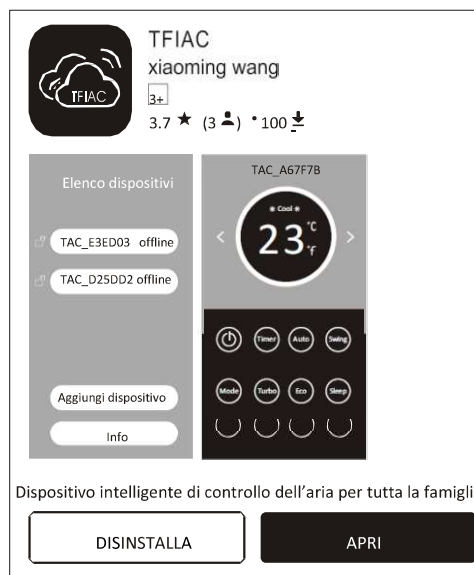 TFIAC
TFIAC
xiaoming wang
3+
3.7 ★ (3 👤) • 100
Elenco dispositivi
TAC_E3ED03 offline
TAC_D25DD2 offline
Aggiungi dispositivo
Info
TAC_A67F7B
Cool
< 23 °C °F >
Timer Auto Swing
Mode Turbo Eco Sleep
Dispositivo intelligente di controllo dell’aria per tutta la famigli
DISINSTALLA
APRI